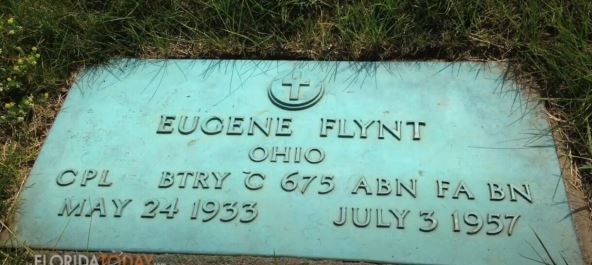 EUGENE FLYNT
OHIO
CPL BTRY C 675 ABN FA BN
MAY 24 1933 JULY 3 1957
FLORIDATODAY